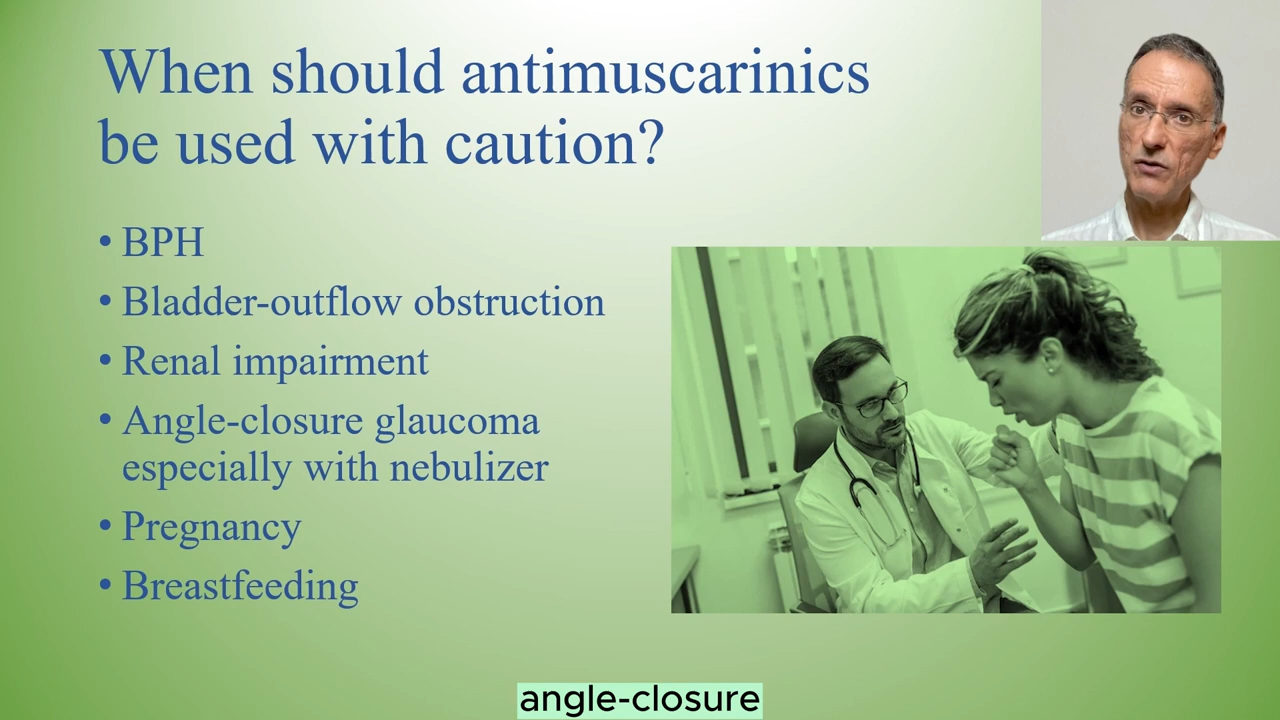 When should antimuscarinics
be used with caution?
• BPH
• Bladder-outflow obstruction
• Renal impairment
• Angle-closure glaucoma
especially with nebulizer
• Pregnancy
• Breastfeeding
angle-closure